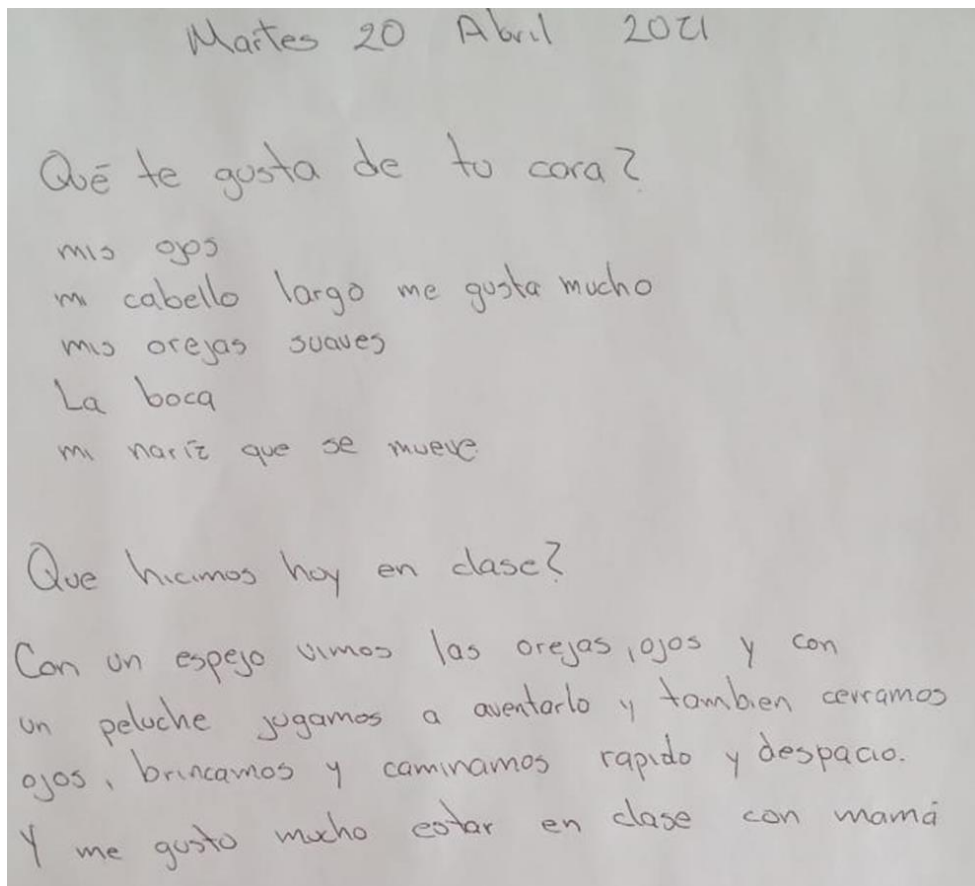 Martes 20 Abril 2021
Qué te gusta de tu cara?
mis ojos
mi cabello largo me gusta mucho
mis orejas suaves
La boca
mi nariz que se mueve
Que hicimos hoy en clase?
Con un espejo vimos las orejas, ojos y con
un peluche jugamos a aventarlo y tambien cerramos
ojos, brincamos y caminamos rapido y despacio.
Y me gusto mucho estar en clase con mamá